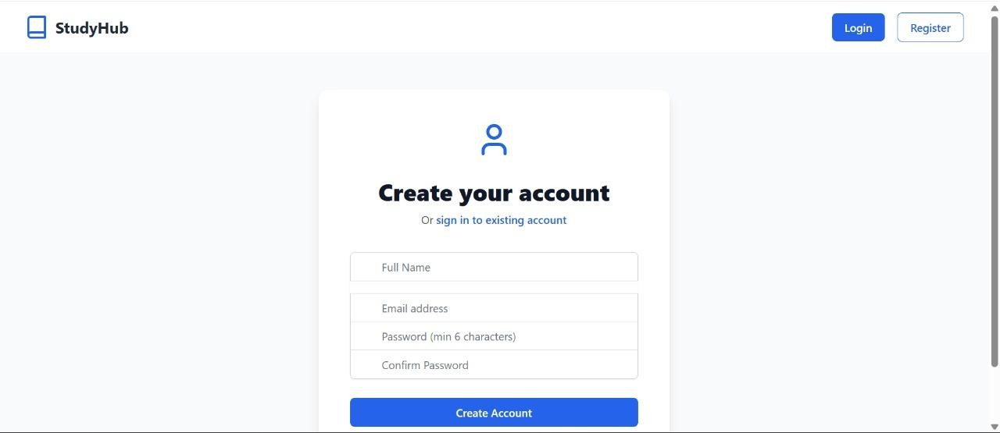 StudyHub
Login
Register
Create your account
Or sign in to existing account
Full Name
Email address
Password (min 6 characters)
Confirm Password
Create Account